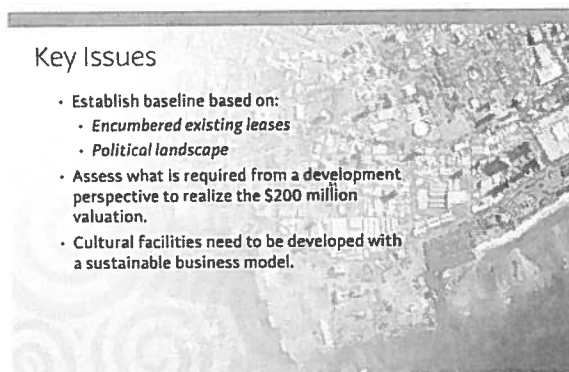 Key Issues
· Establish baseline based on:
· Encumbered existing leases
· Political landscape
· Assess what is required from a development
perspective to realize the $200 million
valuation.
· Cultural facilities need to be developed with
a sustainable business model.